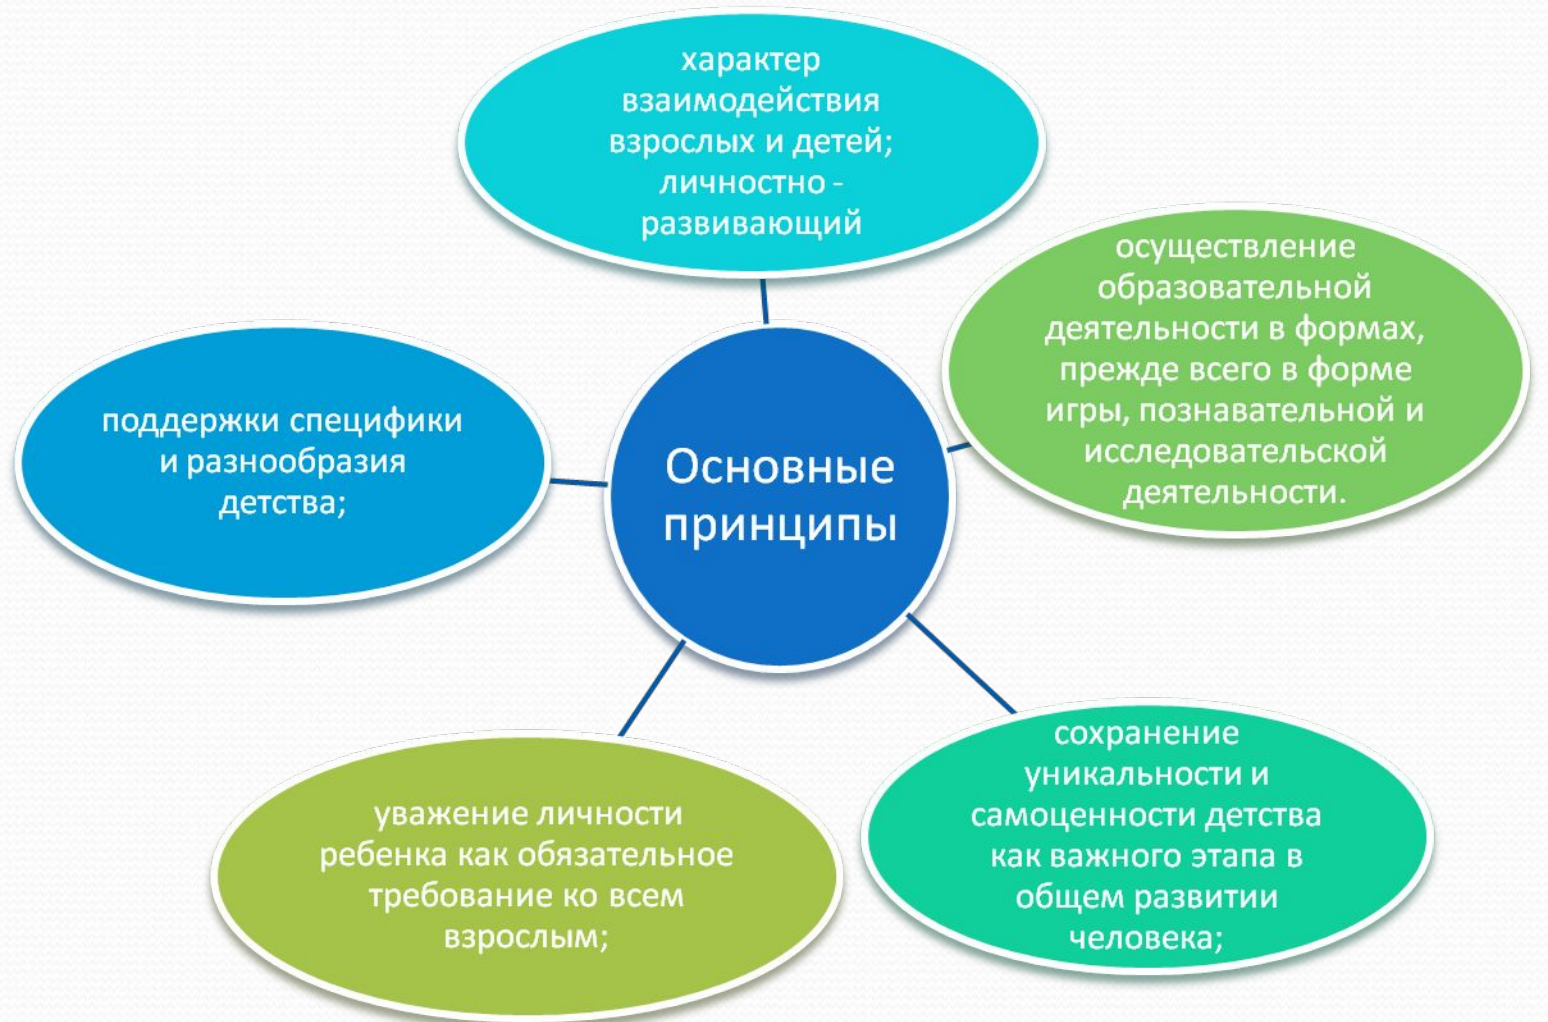 характер
взаимодействия
взрослых и детей;
личностно -
развивающий
осуществление
образовательной
деятельности в формах,
прежде всего в форме
игры, познавательной и
исследовательской
деятельности.
поддержки специфики
и разнообразия
детства;
Основные
принципы
сохранение
уникальности и
самоценности детства
как важного этапа в
общем развитии
человека;
уважение личности
ребенка как обязательное
требование ко всем
взрослым;